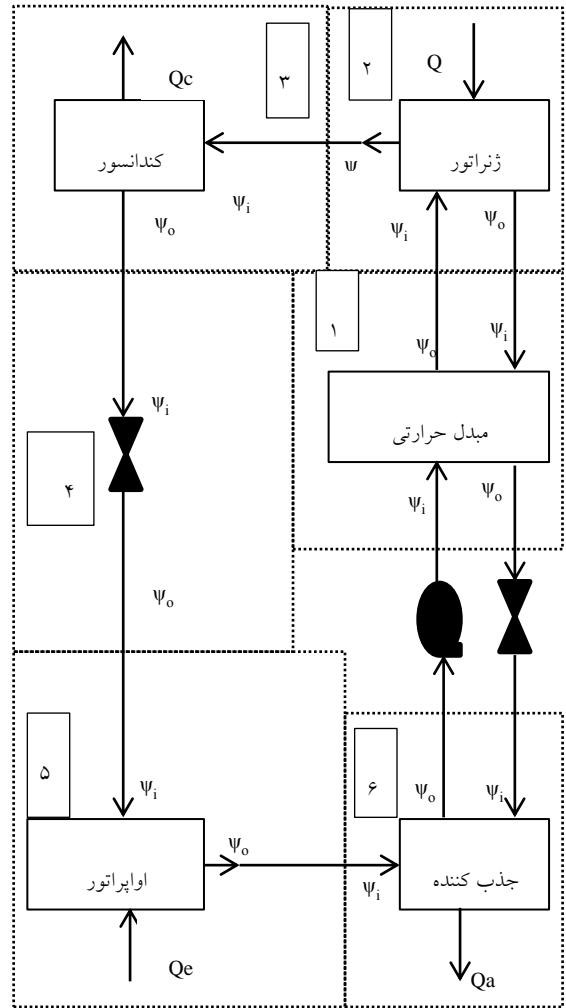 Qc
۳
۲
Q
کندانسور
ژنراتور
ψ
ψi
ψo
ψi
ψo
۱
ψo
ψi
ψi
مبدل حرارتی
۴
ψi
ψo
ψo
۵
۶
ψi
ψo
ψi
ψo
اواپراتور
ψi
جذب کننده
Qe
Qa